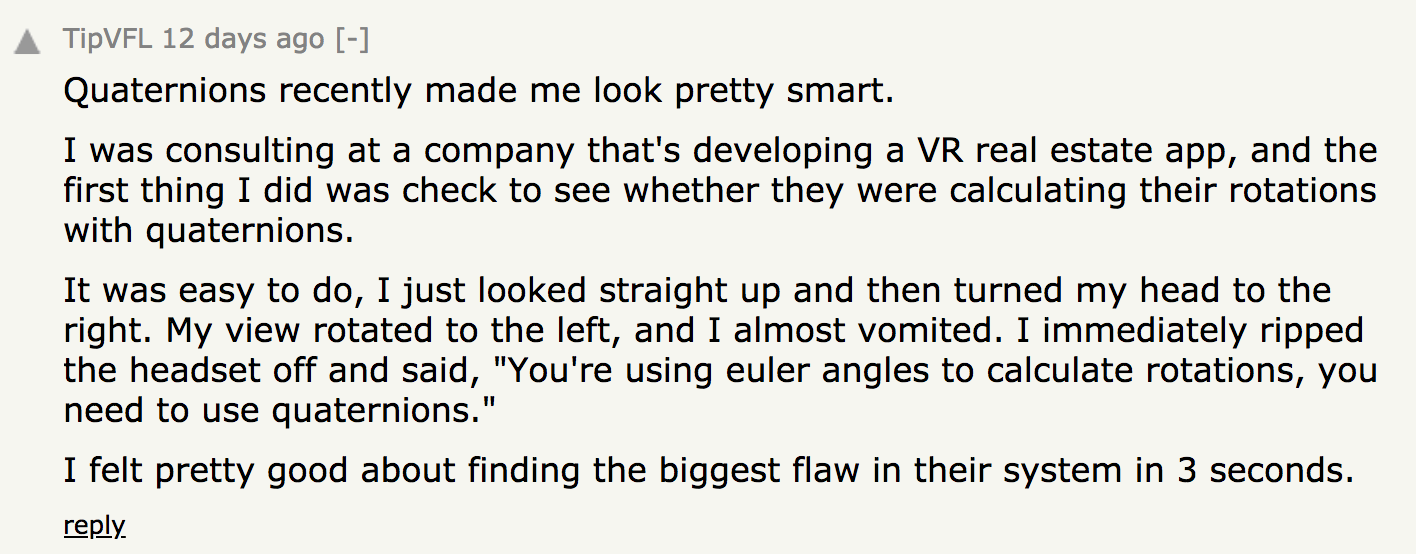 TipVFL 12 days ago [-]
Quaternions recently made me look pretty smart.
I was consulting at a company that's developing a VR real estate app, and the
first thing I did was check to see whether they were calculating their rotations
with quaternions.
It was easy to do, I just looked straight up and then turned my head to the
right. My view rotated to the left, and I almost vomited. I immediately ripped
the headset off and said, "You're using euler angles to calculate rotations, you
need to use quaternions."
I felt pretty good about finding the biggest flaw in their system in 3 seconds.
reply